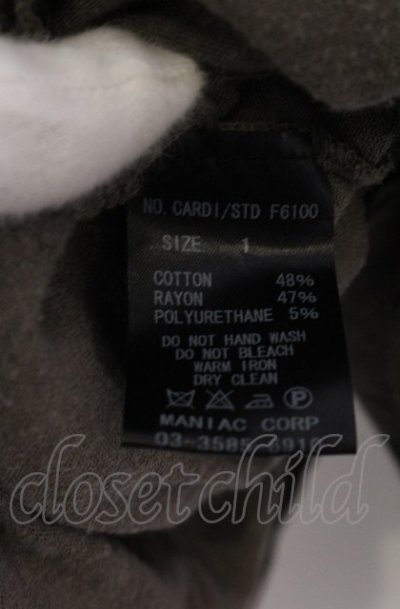 NO. CARDI/STD F6100
SIZE 1
COTTON 48%
RAYON 47%
POLYURETHANE 5%
DO NOT HAND WASH
DO NOT BLEACH
WARM IRON
DRY CLEAN
MANIAC CORP
closetchild